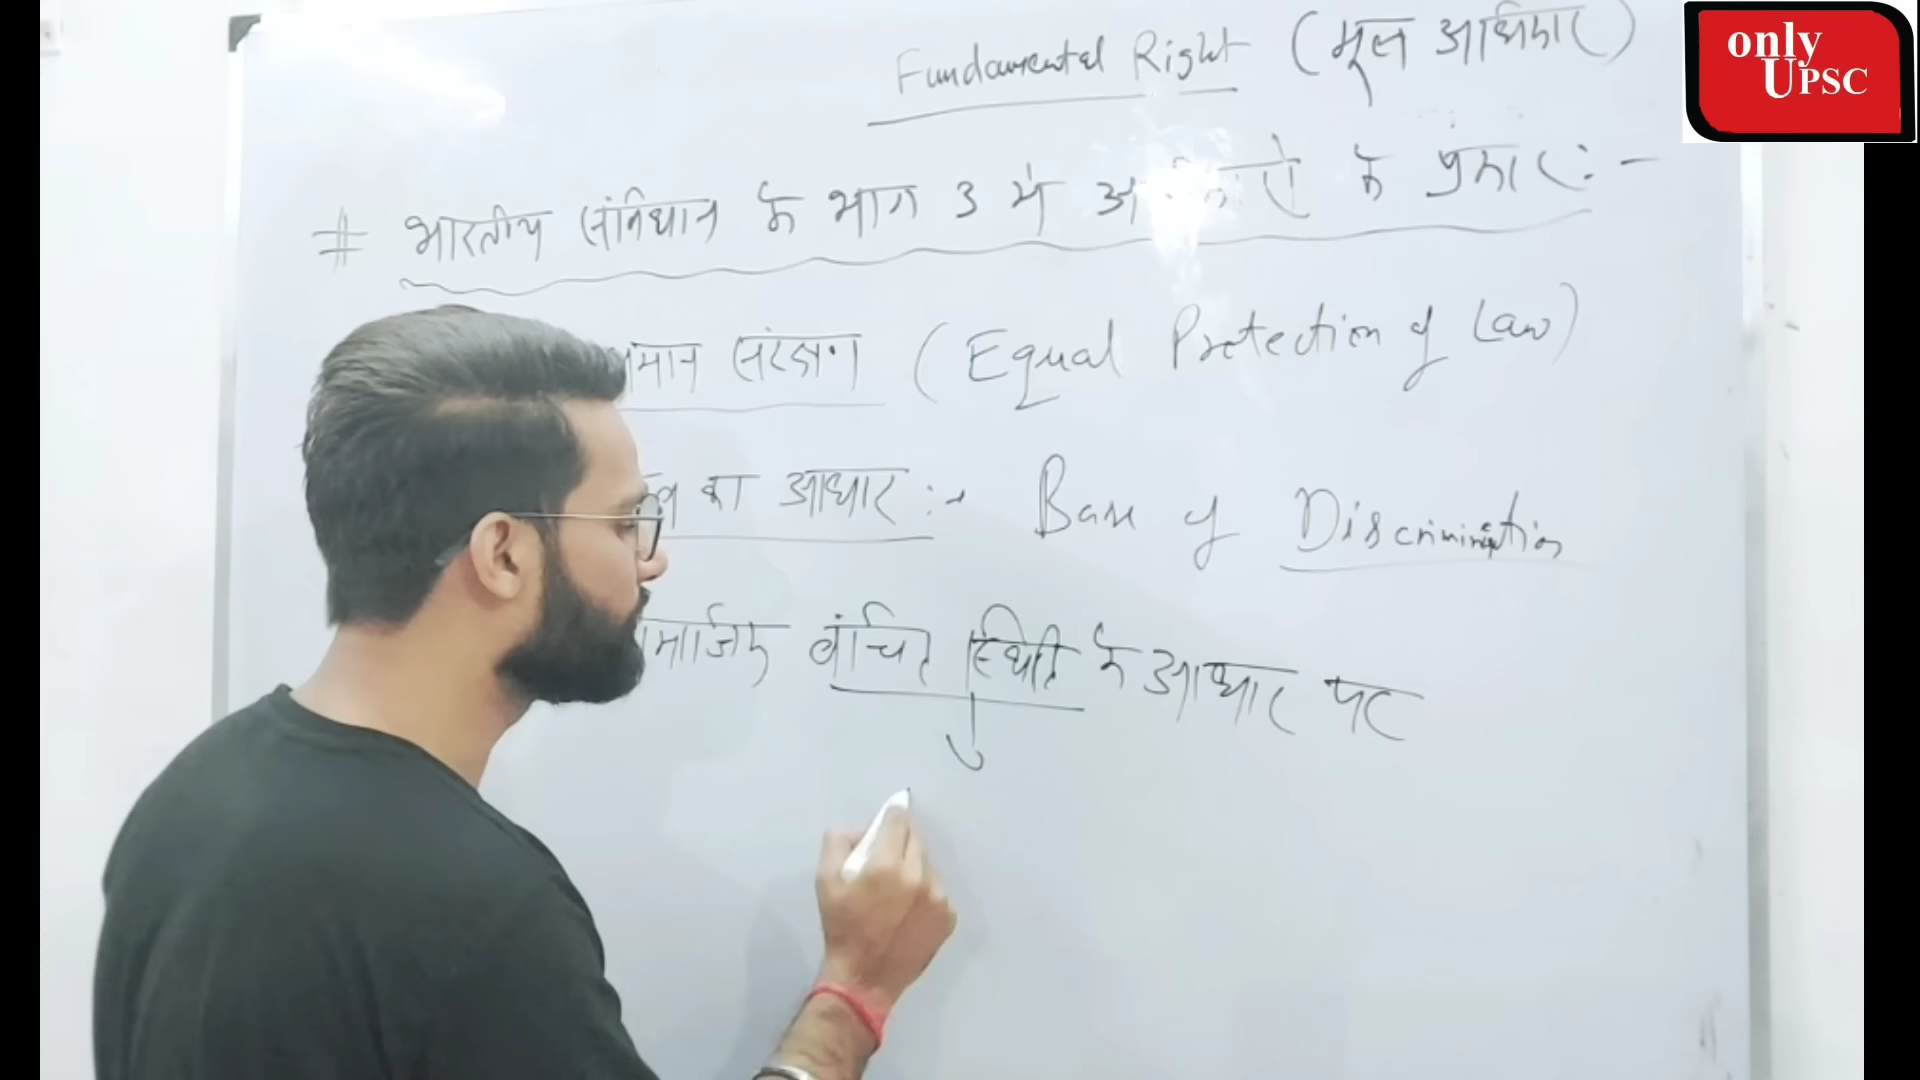 only
UPSC
Fundamental Right (मूल अधिकार)
# भारतीय संविधान के भाग 3 में के प्रकार :-
समान संरक्षण (Equal Protection of Law)
का आधार :- Base of Discrimination
सामाजिक वंचित स्थिति के आधार पर